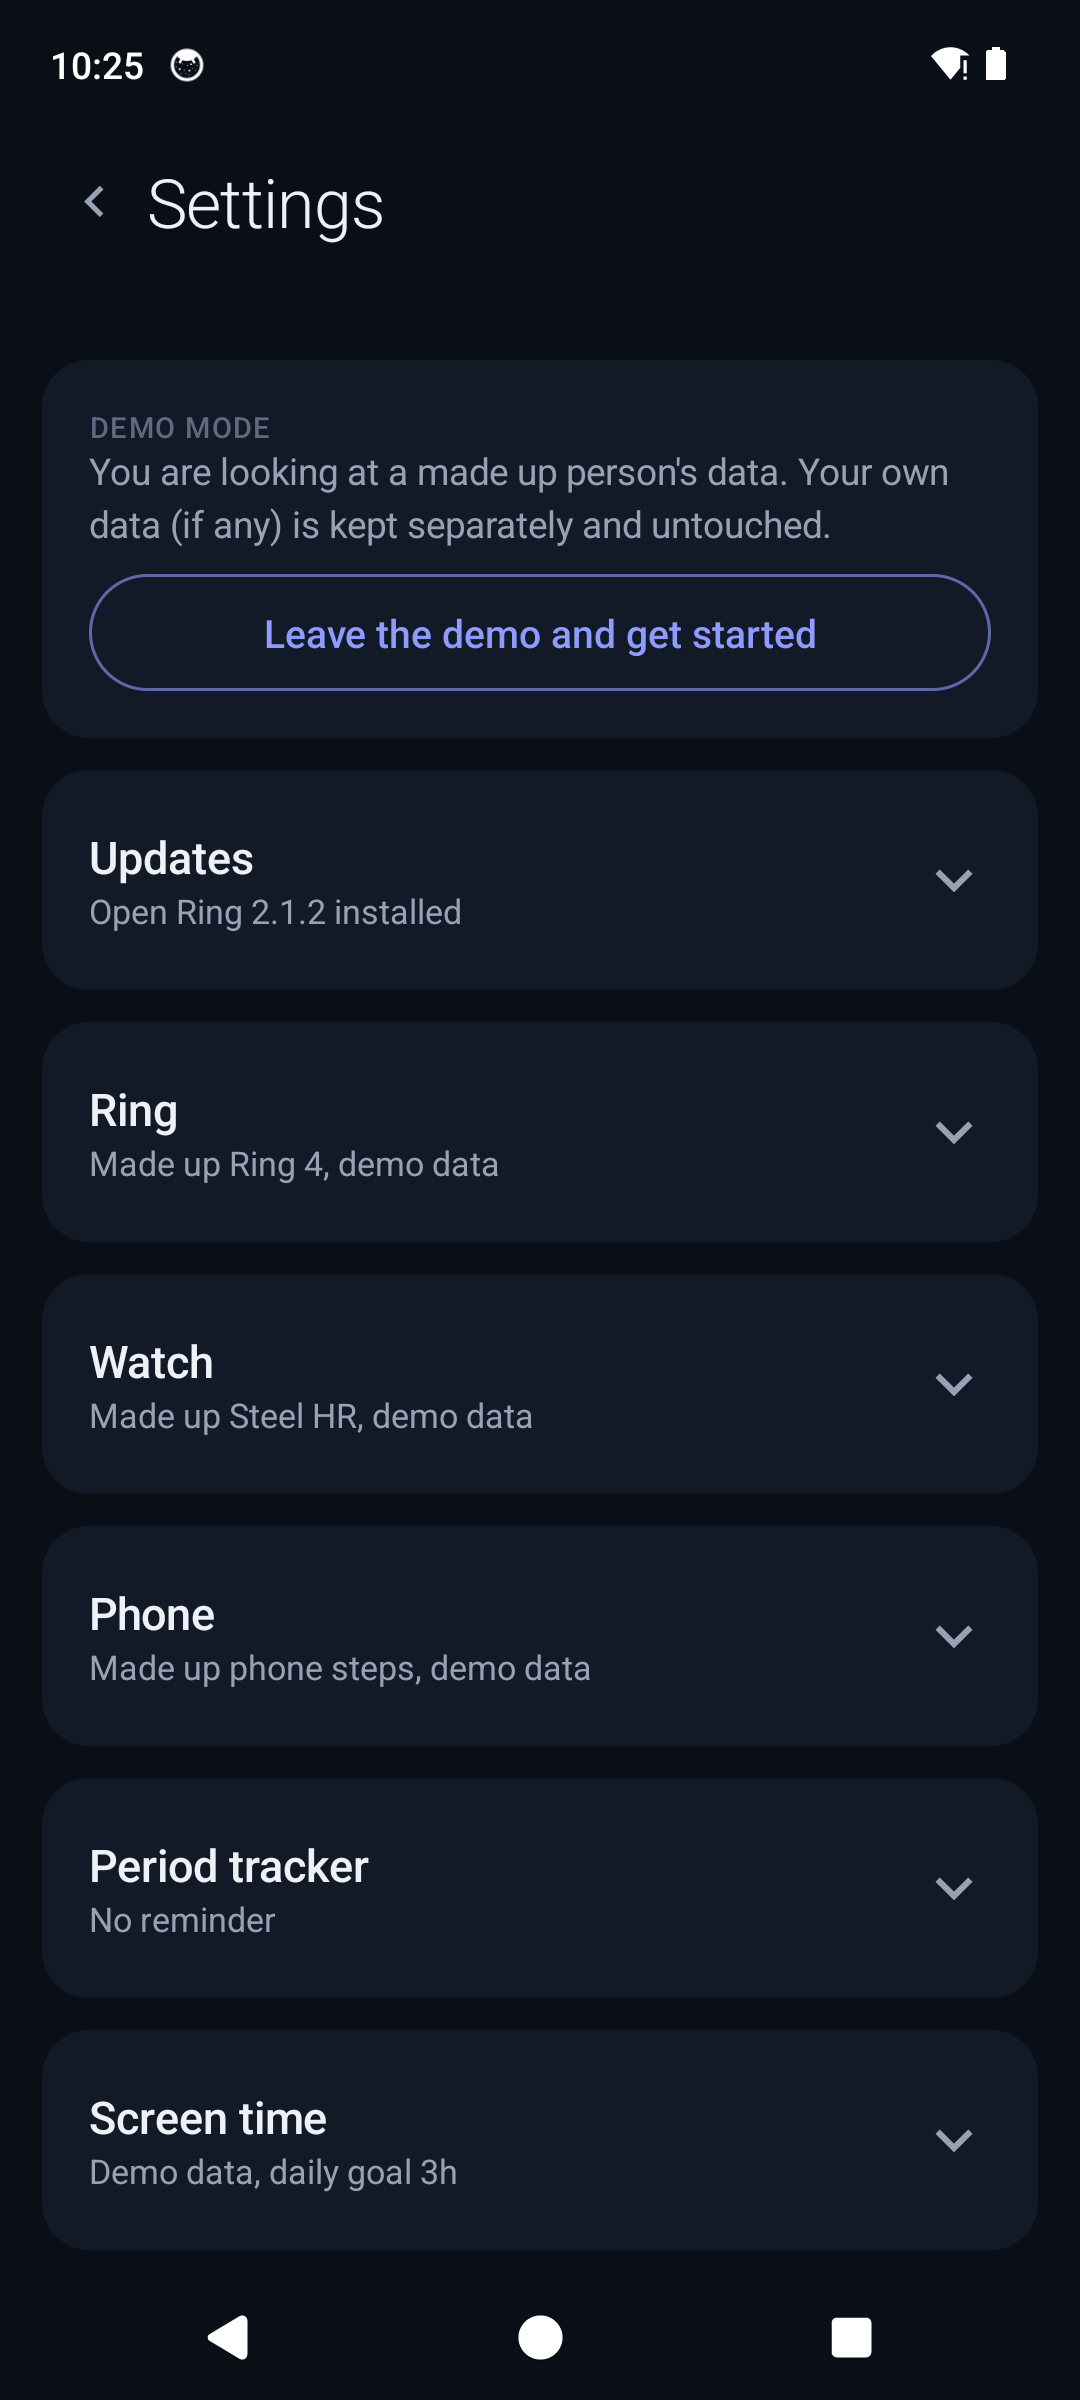 10:25
Settings
DEMO MODE
You are looking at a made up person's data. Your own
data (if any) is kept separately and untouched.
Leave the demo and get started
Updates
Open Ring 2.1.2 installed
Ring
Made up Ring 4, demo data
Watch
Made up Steel HR, demo data
Phone
Made up phone steps, demo data
Period tracker
No reminder
Screen time
Demo data, daily goal 3h